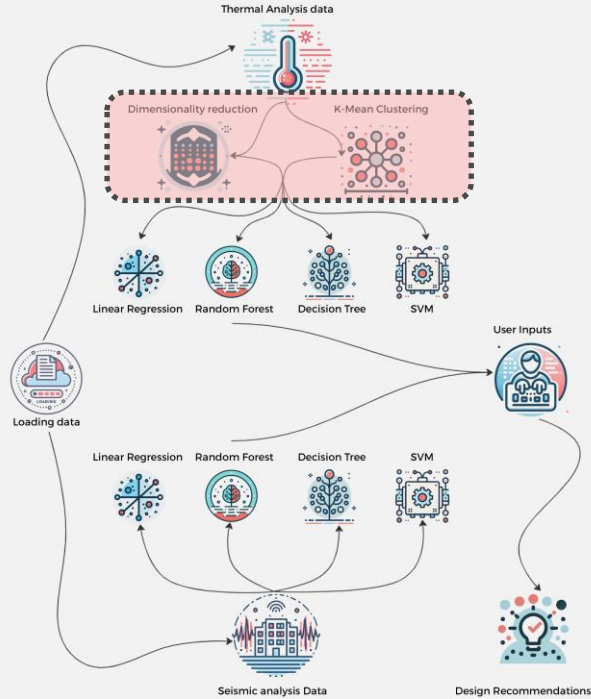 Thermal Analysis data
Dimensionality reduction
K-Mean Clustering
Linear Regression
Random Forest
Decision Tree
SVM
User Inputs
LOADING
Loading data
Linear Regression
Random Forest
Decision Tree
SVM
Seismic analysis Data
Design Recommendations